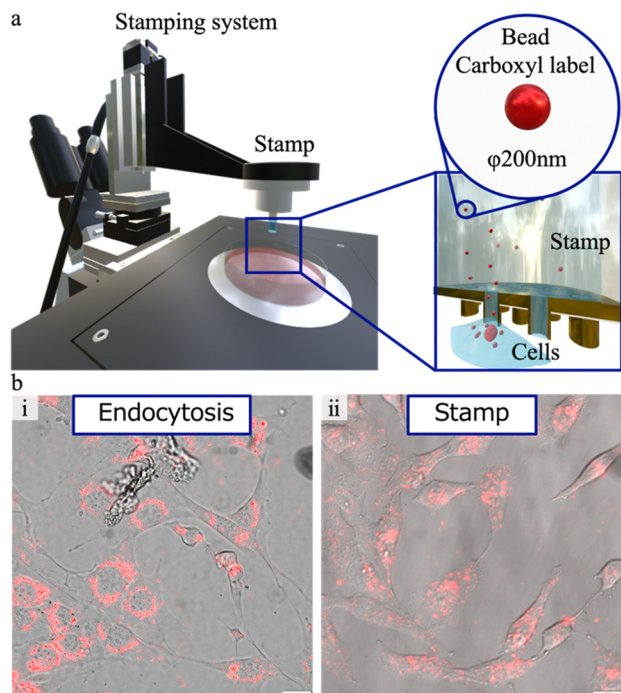 a
Stamping system
Stamp
Bead
Carboxyl label
φ200nm
Stamp
Cells
b
i
Endocytosis
ii
Stamp